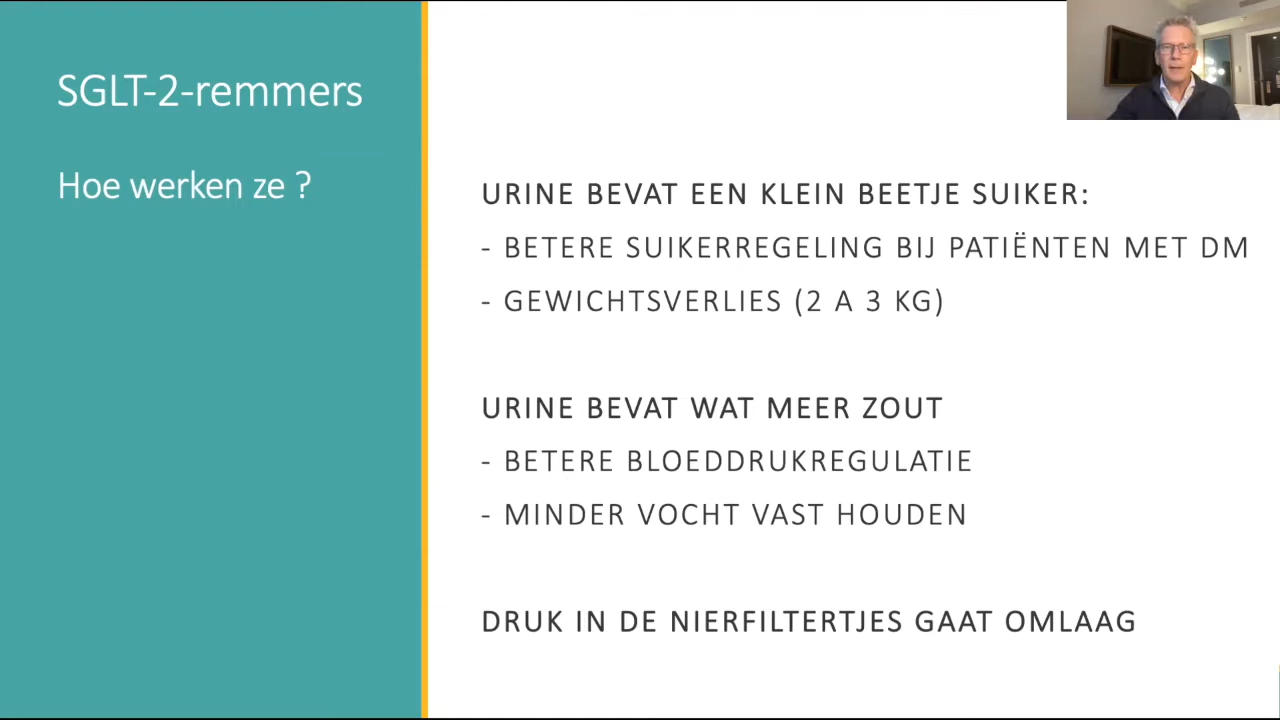 SGLT-2-remmers
Hoe werken ze ?
URINE BEVAT EEN KLEIN BEETJE SUIKER:
- BETERE SUIKERREGELING BIJ PATIËNTEN MET DM
- GEWICHTSVERLIES (2 A 3 KG)
URINE BEVAT WAT MEER ZOUT
- BETERE BLOEDDRUKREGULATIE
- MINDER VOCHT VAST HOUDEN
DRUK IN DE NIERFILTERTJES GAAT OMLAAG